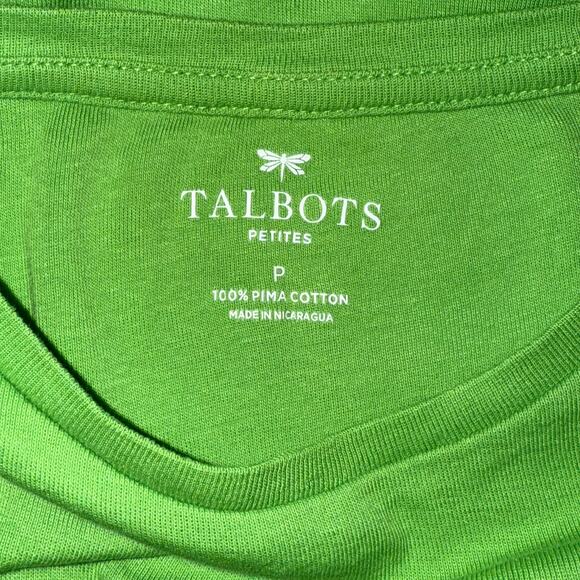 TALBOTS
PETITES
P
100% PIMA COTTON
MADE IN NICARAGUA